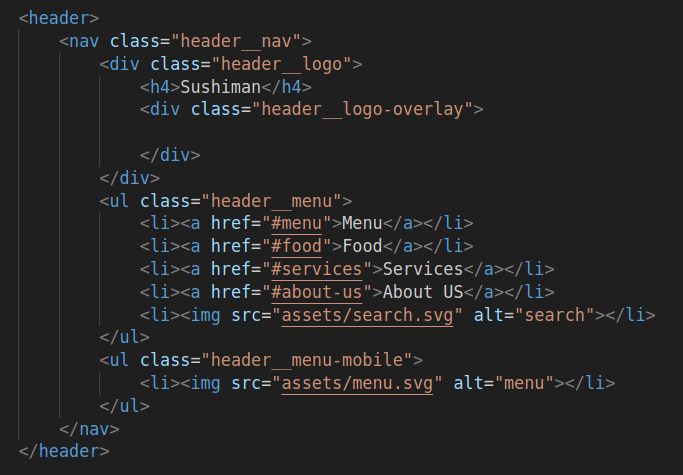 <header>
<nav class="header__nav">
<div class="header__logo">
<h4>Sushiman</h4>
<div class="header__logo-overlay">
</div>
</div>
<ul class="header__menu">
<li><a href="#menu">Menu</a></li>
<li><a href="#food">Food</a></li>
<li><a href="#services">Services</a></li>
<li><a href="#about-us">About US</a></li>
<li><img src="assets/search.svg" alt="search"></li>
</ul>
<ul class="header__menu-mobile">
<li><img src="assets/menu.svg" alt="menu"></li>
</ul>
</nav>
</header>